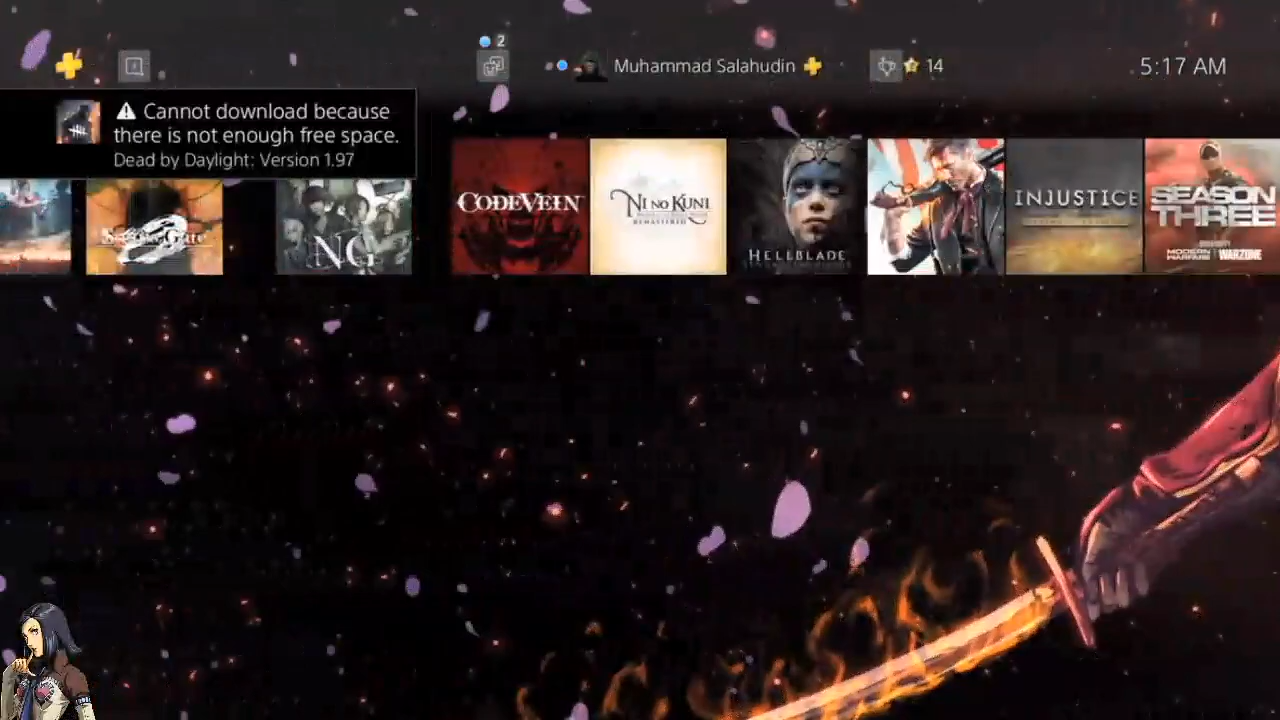 2
Muhammad Salahudin
14
5:17 AM
Cannot download because
there is not enough free space.
Dead by Daylight: Version 1.97
NG
CODE VEIN
NI NO KUNI
REMASTERED
HELLBLADE
INJUSTICE
SEASON
THREE
MODERN
WARFARE
WARZONE